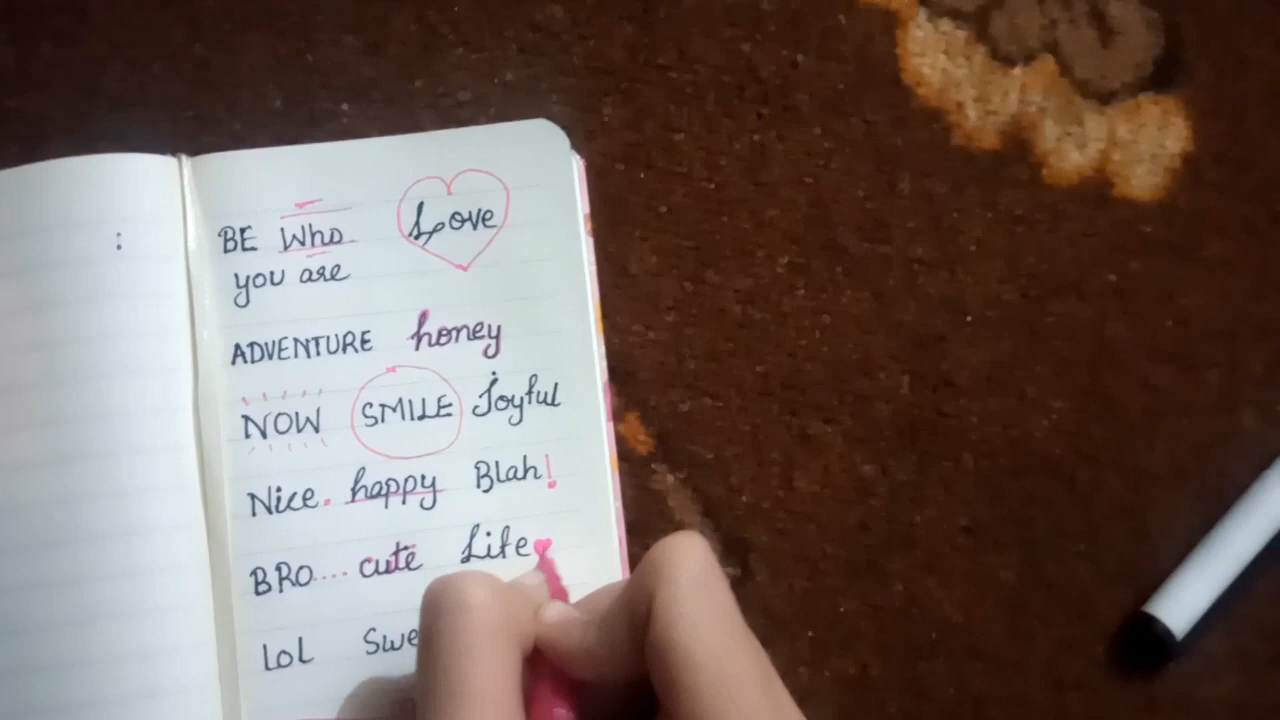 BE Who Love
you are
ADVENTURE honey
NOW SMILE Joyful
Nice. happy Blah!
BRO.... cute Life
LOL